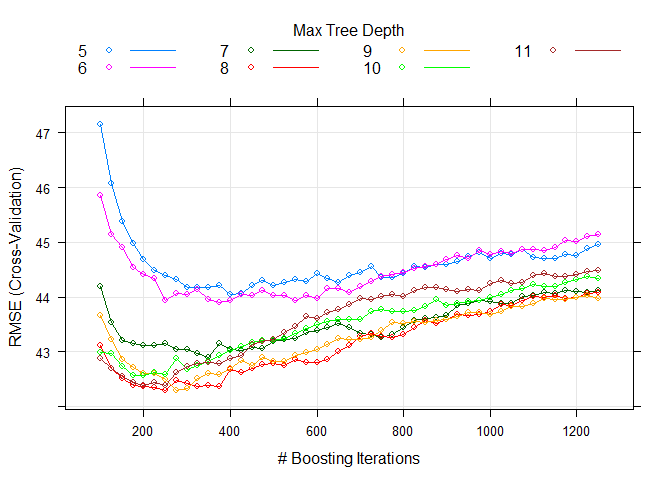 Max Tree Depth
5 7 9 11
6 8 10
47
46
45
44
43
RMSE (Cross-Validation)
200 400 600 800 1000 1200
# Boosting Iterations